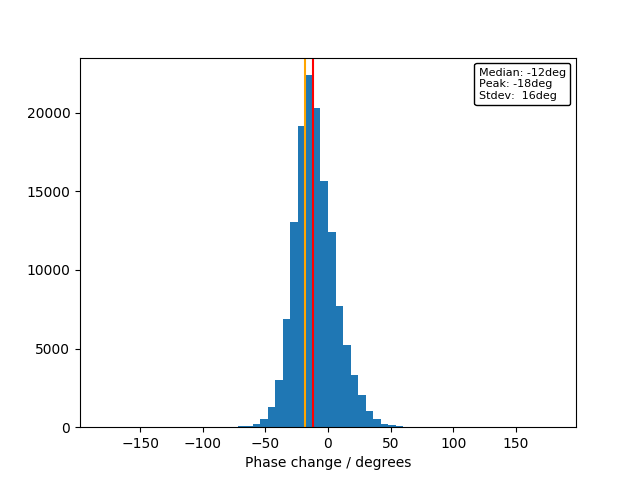 Median: -12deg
Peak: -18deg
Stdev:  16deg
20000
15000
10000
5000
0
−150 −100 −50 0 50 100 150
Phase change / degrees